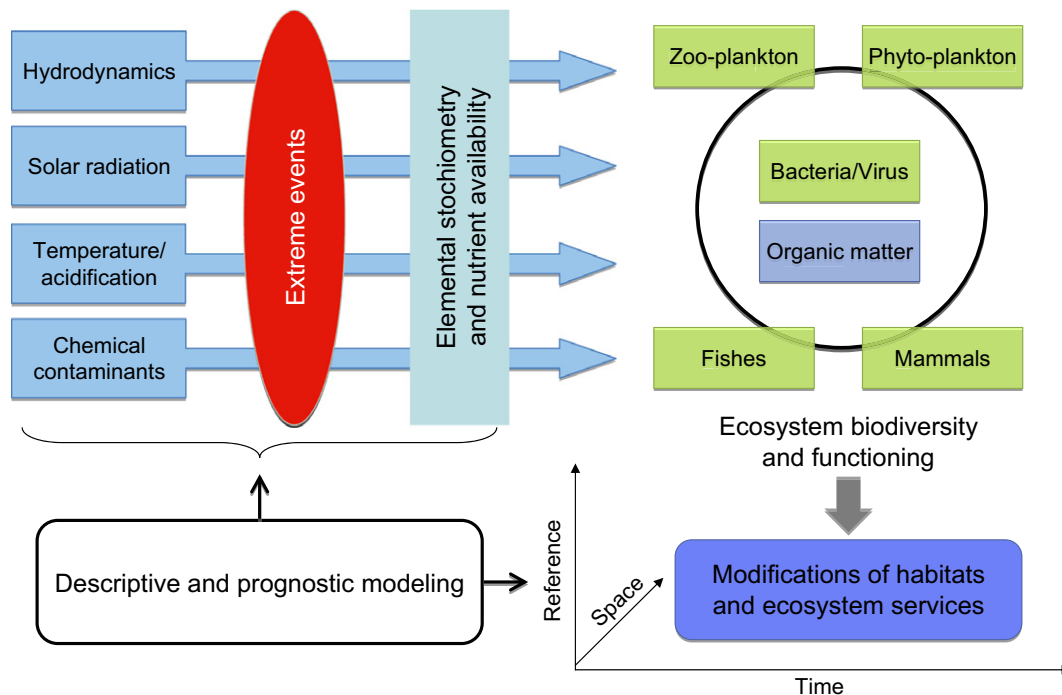 Hydrodynamics
Solar radiation
Temperature/
acidification
Chemical
contaminants
Extreme events
Elemental stochiometry
and nutrient availability
Zoo-plankton
Phyto-plankton
Bacteria/Virus
Organic matter
Fishes
Mammals
Ecosystem biodiversity
and functioning
Descriptive and prognostic modeling
Reference
Space
Time
Modifications of habitats
and ecosystem services